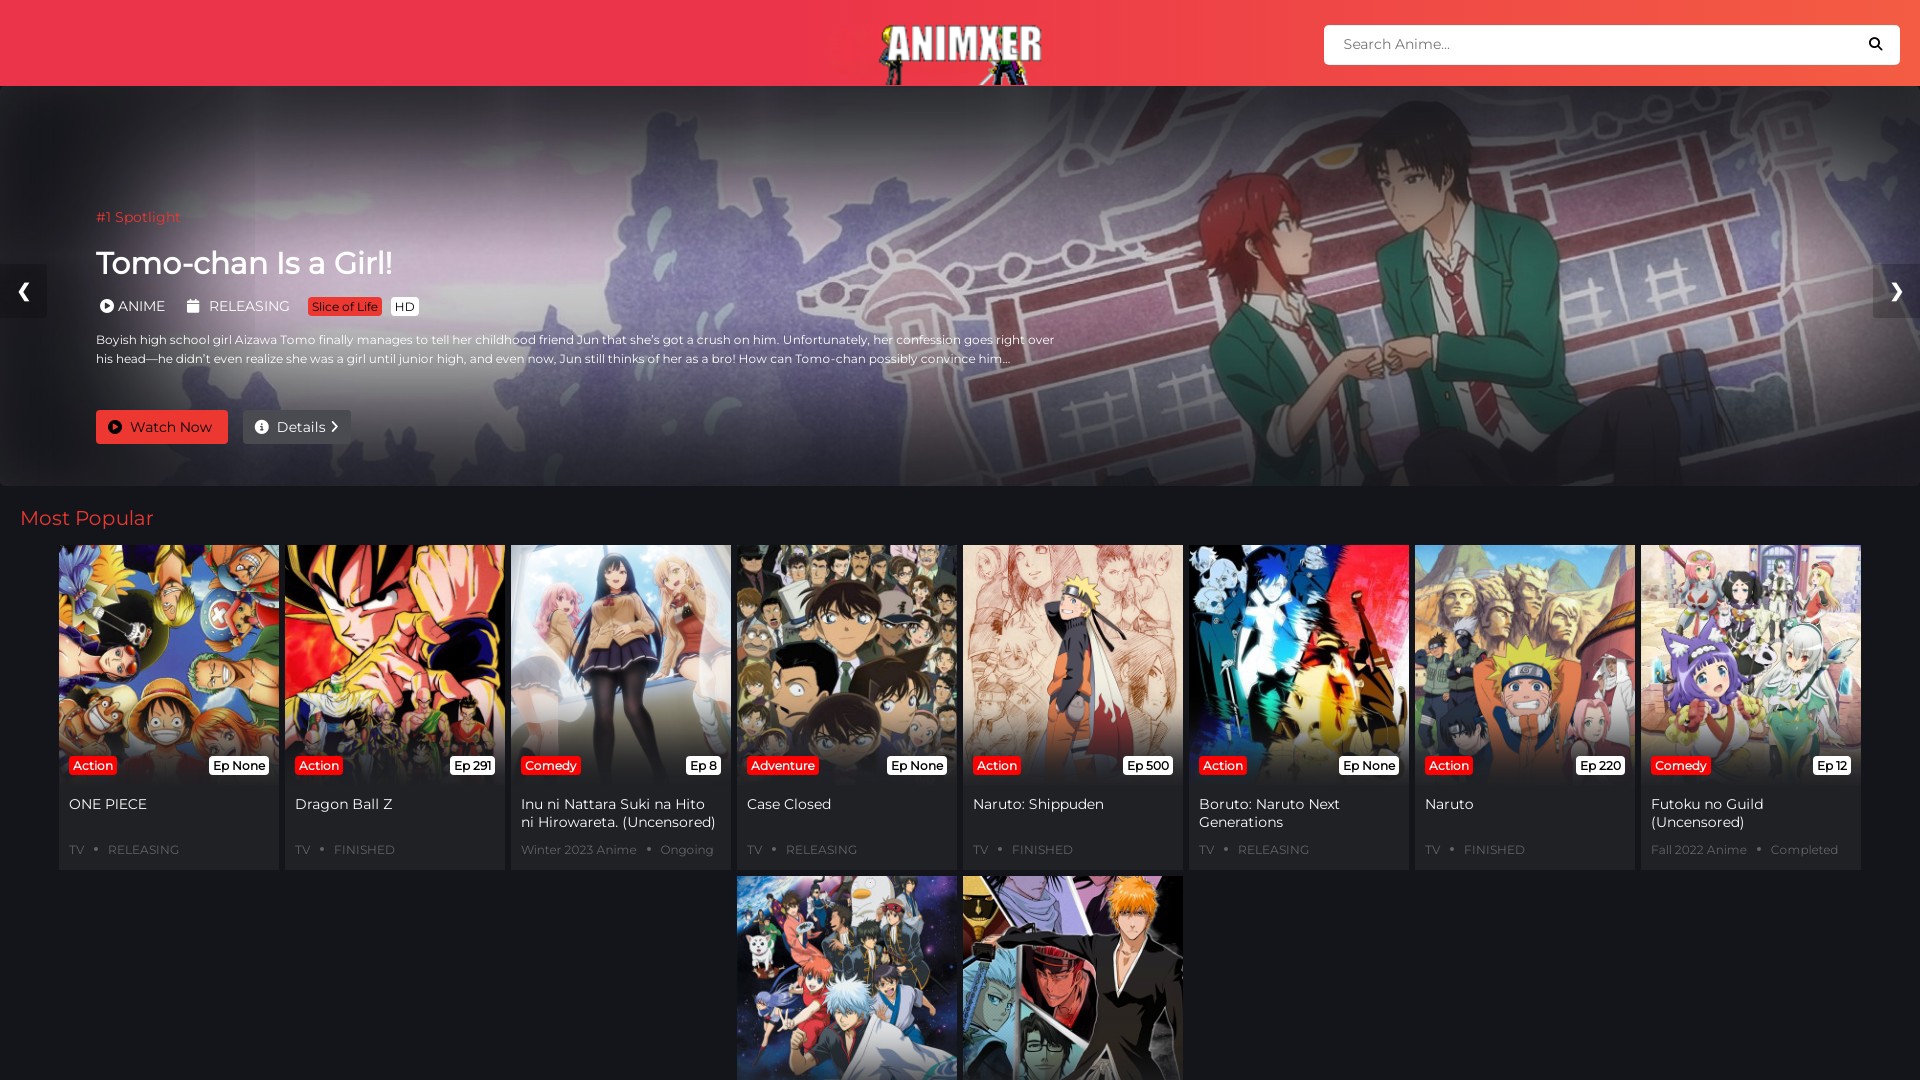 ANIMXER
Search Anime...
#1 Spotlight
Tomo-chan Is a Girl!
ANIME RELEASING Slice of Life HD
Boyish high school girl Aizawa Tomo finally manages to tell her childhood friend Jun that she’s got a crush on him. Unfortunately, her confession goes right over
his head—he didn’t even realize she was a girl until junior high, and even now, Jun still thinks of her as a bro! How can Tomo-chan possibly convince him...
❮
❯
Watch Now
Details
Most Popular
Action Ep None
ONE PIECE
TV • RELEASING
Action Ep 291
Dragon Ball Z
TV • FINISHED
Comedy Ep 8
Inu ni Nattara Suki na Hito
ni Hirowareta. (Uncensored)
Winter 2023 Anime • Ongoing
Adventure Ep None
Case Closed
TV • RELEASING
Action Ep 500
Naruto: Shippuden
TV • FINISHED
Action Ep None
Boruto: Naruto Next
Generations
TV • RELEASING
Action Ep 220
Naruto
TV • FINISHED
Comedy Ep 12
Futoku no Guild
(Uncensored)
Fall 2022 Anime • Completed